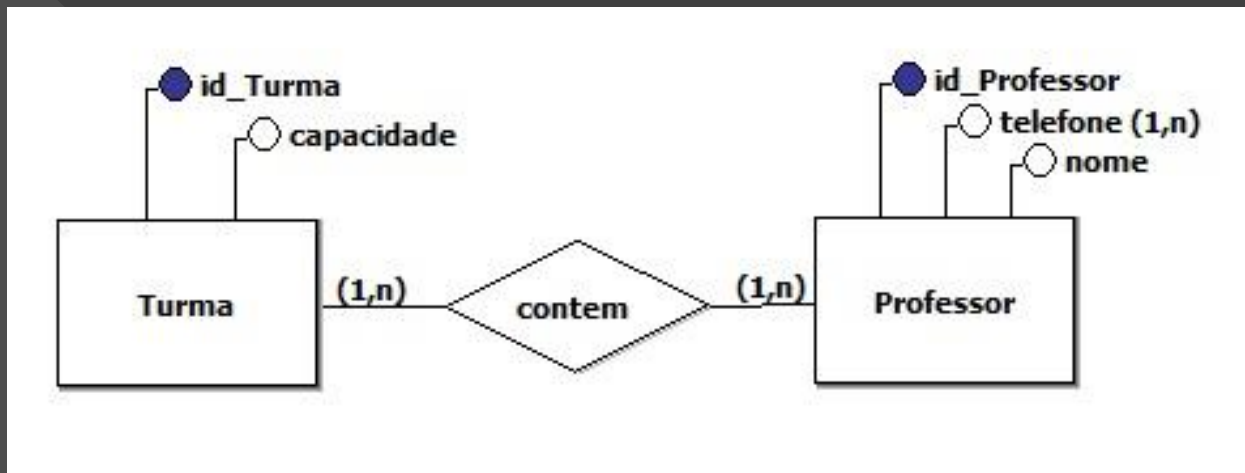 id_Turma
capacidade
id_Professor
telefone (1,n)
nome
Turma
(1,n)
contem
(1,n)
Professor